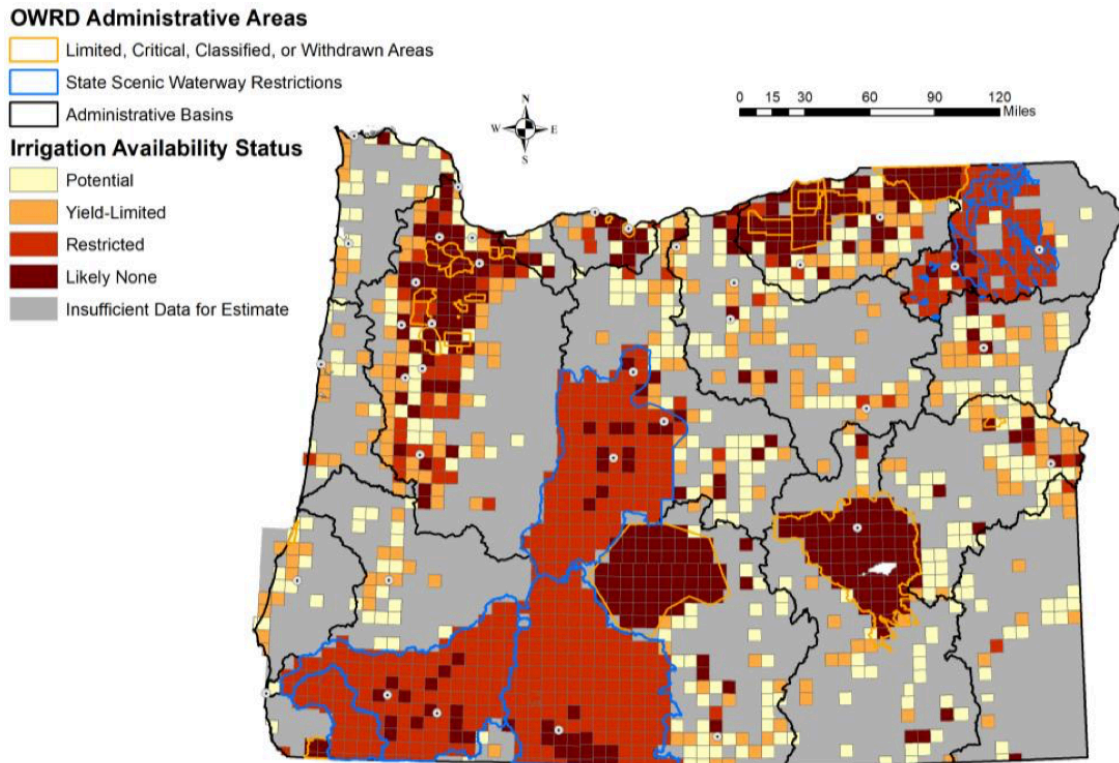 OWRD Administrative Areas
Limited, Critical, Classified, or Withdrawn Areas
State Scenic Waterway Restrictions
Administrative Basins
Irrigation Availability Status
Potential
Yield-Limited
Restricted
Likely None
Insufficient Data for Estimate
N
W E
S
0 15 30 60 90 120
Miles